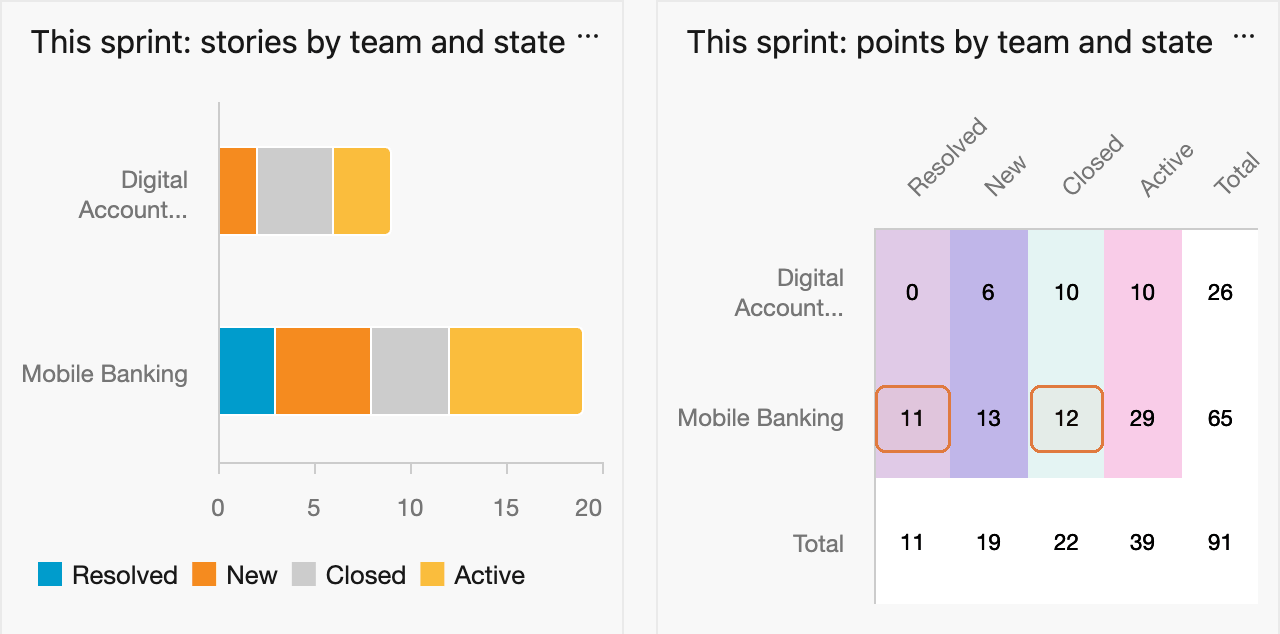 This sprint: stories by team and state ...
Digital
Account...
Mobile Banking
0 5 10 15 20
Resolved New Closed Active
This sprint: points by team and state ...
Resolved New Closed Active Total
Digital
Account...
0 6 10 10 26
Mobile Banking 11 13 12 29 65
Total 11 19 22 39 91